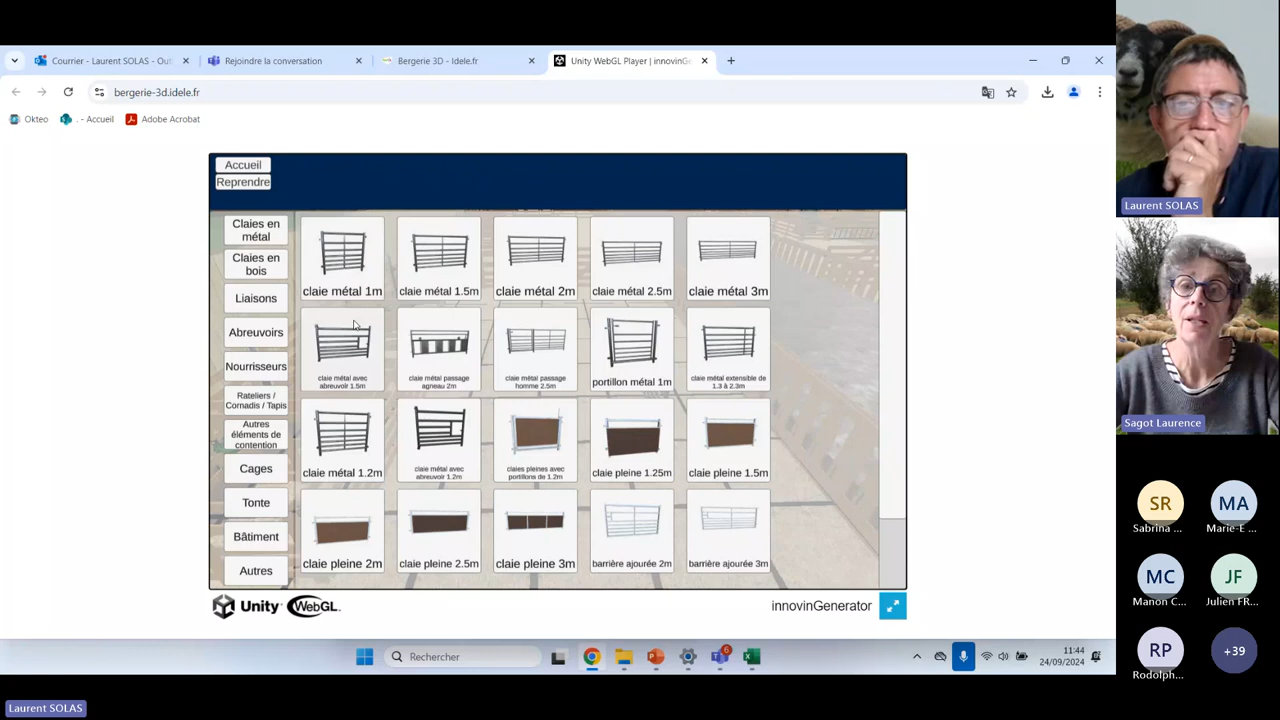 Courrier - Laurent SOLAS - Out
Rejoindre la conversation
Bergerie 3D - Idele.fr
Unity WebGL Player | innovinGe
bergerie-3d.idele.fr
Okteo
. - Accueil
Adobe Acrobat
Accueil
Reprendre
Claies en
métal
Claies en
bois
Liaisons
Abreuvoirs
Nourrisseurs
Rateliers /
Cornadis / Tapis
Autres
éléments de
contention
Cages
Tonte
Bâtiment
Autres
claie métal 1m
claie métal 1.5m
claie métal 2m
claie métal 2.5m
claie métal 3m
claie métal avec
abreuvoir 1.5m
claie métal passage
agneau 2m
claie métal passage
homme 2.5m
portillon métal 1m
claie métal extensible de
1.3 à 2.3m
claie métal 1.2m
claie métal avec
abreuvoir 1.2m
claies pleines avec
portillons de 1.2m
claie pleine 1.25m
claie pleine 1.5m
claie pleine 2m
claie pleine 2.5m
claie pleine 3m
barrière ajourée 2m
barrière ajourée 3m
Unity
WebGL
innovinGenerator
Rechercher
6
11:44
24/09/2024
Laurent SOLAS
Sagot Laurence
SR
Sabrina ...
MA
Marie-E ...
MC
Manon C...
JF
Julien FR...
RP
Rodolph...
+39
Laurent SOLAS